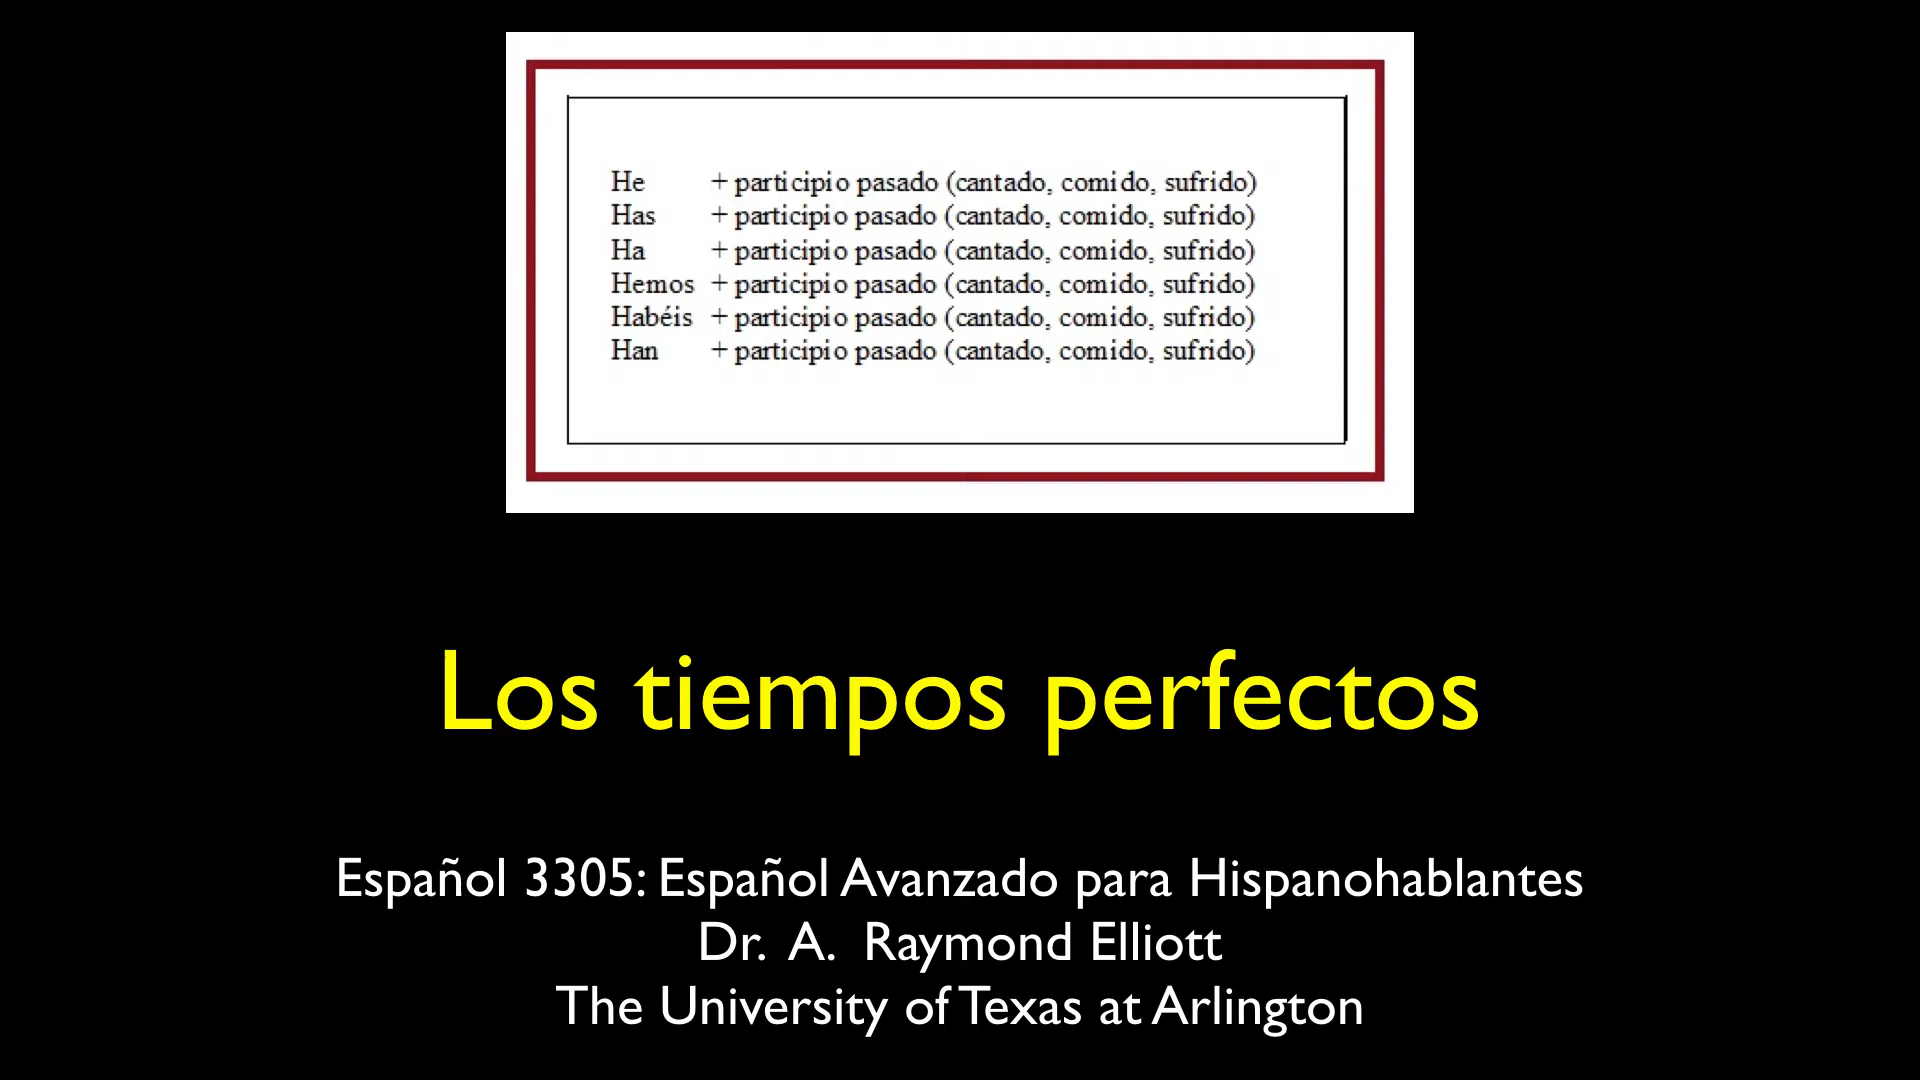 He + participio pasado (cantado, comido, sufrido)
Has + participio pasado (cantado, comido, sufrido)
Ha + participio pasado (cantado, comido, sufrido)
Hemos + participio pasado (cantado, comido, sufrido)
Habéis + participio pasado (cantado, comido, sufrido)
Han + participio pasado (cantado, comido, sufrido)
Los tiempos perfectos
Español 3305: Español Avanzado para Hispanohablantes
Dr. A. Raymond Elliott
The University of Texas at Arlington